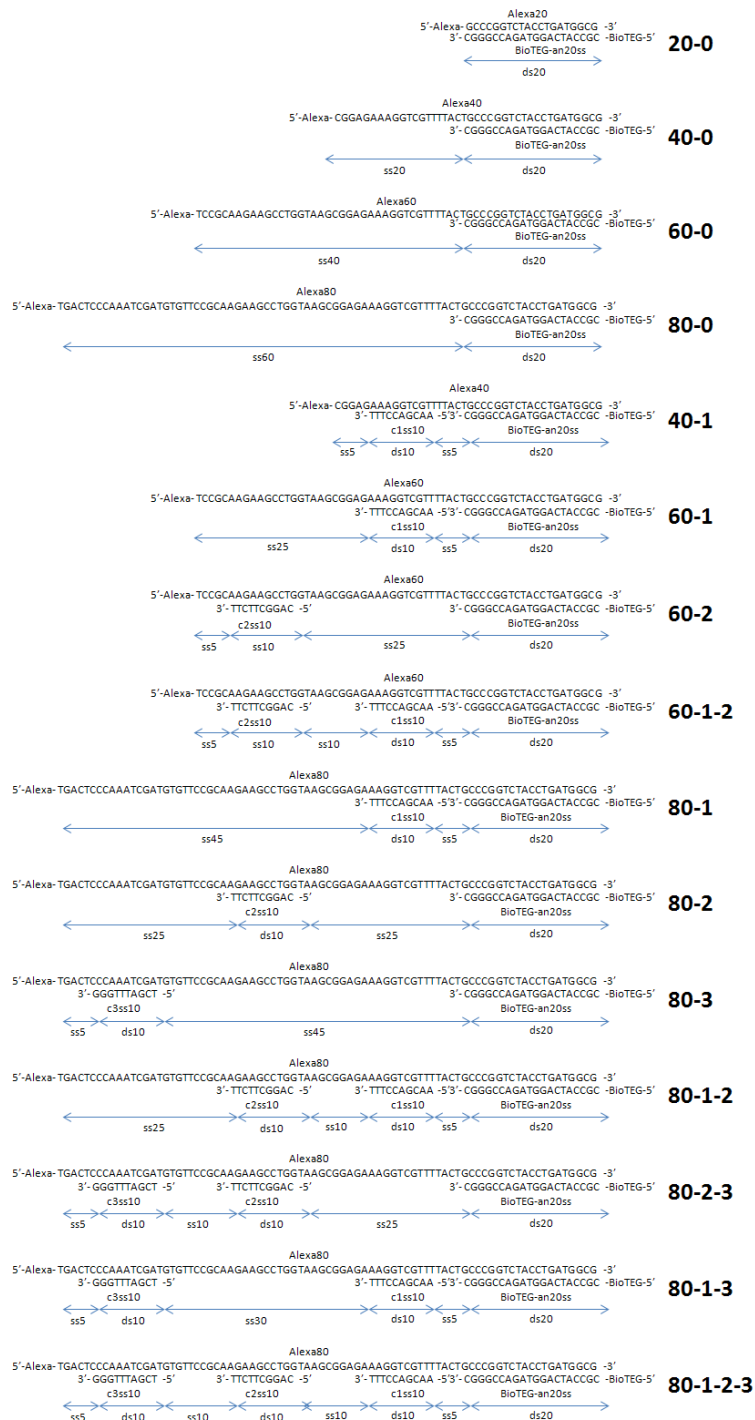 Alexa20
5′-Alexa- GCCCGGTCTACCTGATGGCG -3′
3′- CGGGCCAGATGGACTACCGC -BioTEG-5′
BioTEG-an20ss
ds20
20-0
Alexa40
5′-Alexa- CGGAGAAAGGTCGTTTTACTGCCCGGTCTACCTGATGGCG -3′
3′- CGGGCCAGATGGACTACCGC -BioTEG-5′
BioTEG-an20ss
ss20 ds20
40-0
Alexa60
5′-Alexa- TCCGCAAGAAGCCTGGTAAGCGGAGAAAGGTCGTTTTACTGCCCGGTCTACCTGATGGCG -3′
3′- CGGGCCAGATGGACTACCGC -BioTEG-5′
BioTEG-an20ss
ss40 ds20
60-0
Alexa80
5′-Alexa- TGACTCCCAAATCGATGTGTTCCGCAAGAAGCCTGGTAAGCGGAGAAAGGTCGTTTTACTGCCCGGTCTACCTGATGGCG -3′
3′- CGGGCCAGATGGACTACCGC -BioTEG-5′
BioTEG-an20ss
ss60 ds20
80-0
Alexa40
5′-Alexa- CGGAGAAAGGTCGTTTTACTGCCCGGTCTACCTGATGGCG -3′
3′- TTTCCAGCAA -5′3′- CGGGCCAGATGGACTACCGC -BioTEG-5′
c1ss10 BioTEG-an20ss
ss5 ds10 ss5 ds20
40-1
Alexa60
5′-Alexa- TCCGCAAGAAGCCTGGTAAGCGGAGAAAGGTCGTTTTACTGCCCGGTCTACCTGATGGCG -3′
3′- TTTCCAGCAA -5′3′- CGGGCCAGATGGACTACCGC -BioTEG-5′
c1ss10 BioTEG-an20ss
ss25 ds10 ss5 ds20
60-1
Alexa60
5′-Alexa- TCCGCAAGAAGCCTGGTAAGCGGAGAAAGGTCGTTTTACTGCCCGGTCTACCTGATGGCG -3′
3′- TTCTTCGGAC -5′ 3′- CGGGCCAGATGGACTACCGC -BioTEG-5′
c2ss10 BioTEG-an20ss
ss5 ss10 ss25 ds20
60-2
Alexa60
5′-Alexa- TCCGCAAGAAGCCTGGTAAGCGGAGAAAGGTCGTTTTACTGCCCGGTCTACCTGATGGCG -3′
3′- TTCTTCGGAC -5′ 3′- TTTCCAGCAA -5′3′- CGGGCCAGATGGACTACCGC -BioTEG-5′
c2ss10 c1ss10 BioTEG-an20ss
ss5 ss10 ss10 ds10 ss5 ds20
60-1-2
Alexa80
5′-Alexa- TGACTCCCAAATCGATGTGTTCCGCAAGAAGCCTGGTAAGCGGAGAAAGGTCGTTTTACTGCCCGGTCTACCTGATGGCG -3′
3′- TTTCCAGCAA -5′3′- CGGGCCAGATGGACTACCGC -BioTEG-5′
c1ss10 BioTEG-an20ss
ss45 ds10 ss5 ds20
80-1
Alexa80
5′-Alexa- TGACTCCCAAATCGATGTGTTCCGCAAGAAGCCTGGTAAGCGGAGAAAGGTCGTTTTACTGCCCGGTCTACCTGATGGCG -3′
3′- TTCTTCGGAC -5′ 3′- CGGGCCAGATGGACTACCGC -BioTEG-5′
c2ss10 BioTEG-an20ss
ss25 ds10 ss25 ds20
80-2
Alexa80
5′-Alexa- TGACTCCCAAATCGATGTGTTCCGCAAGAAGCCTGGTAAGCGGAGAAAGGTCGTTTTACTGCCCGGTCTACCTGATGGCG -3′
3′- GGGTTTAGCT -5′ 3′- CGGGCCAGATGGACTACCGC -BioTEG-5′
c3ss10 BioTEG-an20ss
ss5 ds10 ss45 ds20
80-3
Alexa80
5′-Alexa- TGACTCCCAAATCGATGTGTTCCGCAAGAAGCCTGGTAAGCGGAGAAAGGTCGTTTTACTGCCCGGTCTACCTGATGGCG -3′
3′- TTCTTCGGAC -5′ 3′- TTTCCAGCAA -5′3′- CGGGCCAGATGGACTACCGC -BioTEG-5′
c2ss10 c1ss10 BioTEG-an20ss
ss25 ds10 ss10 ds10 ss5 ds20
80-1-2
Alexa80
5′-Alexa- TGACTCCCAAATCGATGTGTTCCGCAAGAAGCCTGGTAAGCGGAGAAAGGTCGTTTTACTGCCCGGTCTACCTGATGGCG -3′
3′- GGGTTTAGCT -5′ 3′- TTCTTCGGAC -5′ 3′- CGGGCCAGATGGACTACCGC -BioTEG-5′
c3ss10 c2ss10 BioTEG-an20ss
ss5 ds10 ss10 ds10 ss25 ds20
80-2-3
Alexa80
5′-Alexa- TGACTCCCAAATCGATGTGTTCCGCAAGAAGCCTGGTAAGCGGAGAAAGGTCGTTTTACTGCCCGGTCTACCTGATGGCG -3′
3′- GGGTTTAGCT -5′ 3′- TTTCCAGCAA -5′3′- CGGGCCAGATGGACTACCGC -BioTEG-5′
c3ss10 c1ss10 BioTEG-an20ss
ss5 ds10 ss30 ds10 ss5 ds20
80-1-3
Alexa80
5′-Alexa- TGACTCCCAAATCGATGTGTTCCGCAAGAAGCCTGGTAAGCGGAGAAAGGTCGTTTTACTGCCCGGTCTACCTGATGGCG -3′
3′- GGGTTTAGCT -5′ 3′- TTCTTCGGAC -5′ 3′- TTTCCAGCAA -5′3′- CGGGCCAGATGGACTACCGC -BioTEG-5′
c3ss10 c2ss10 c1ss10 BioTEG-an20ss
ss5 ds10 ss10 ds10 ss10 ds10 ss5 ds20
80-1-2-3